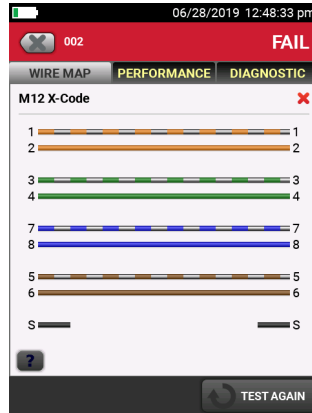 06/28/2019 12:48:33 pm
002 FAIL
WIRE MAP PERFORMANCE DIAGNOSTIC
M12 X-Code
1 1
2 2
3 3
4 4
7 7
8 8
5 5
6 6
S S
?
TEST AGAIN